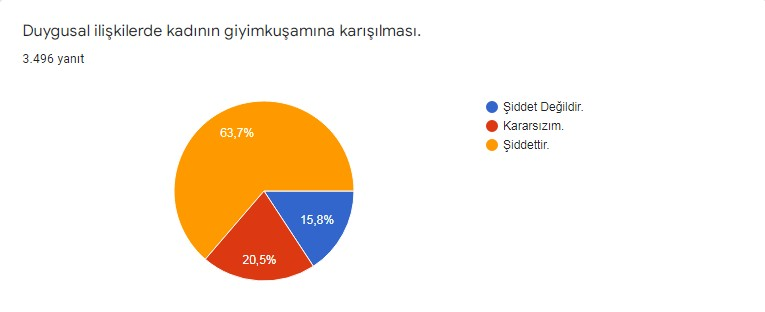 Duygusal ilişkilerde kadının giyimkuşamına karışılması.
3.496 yanıt
63,7%
15,8%
20,5%
Şiddet Değildir.
Kararsızım.
Şiddettir.